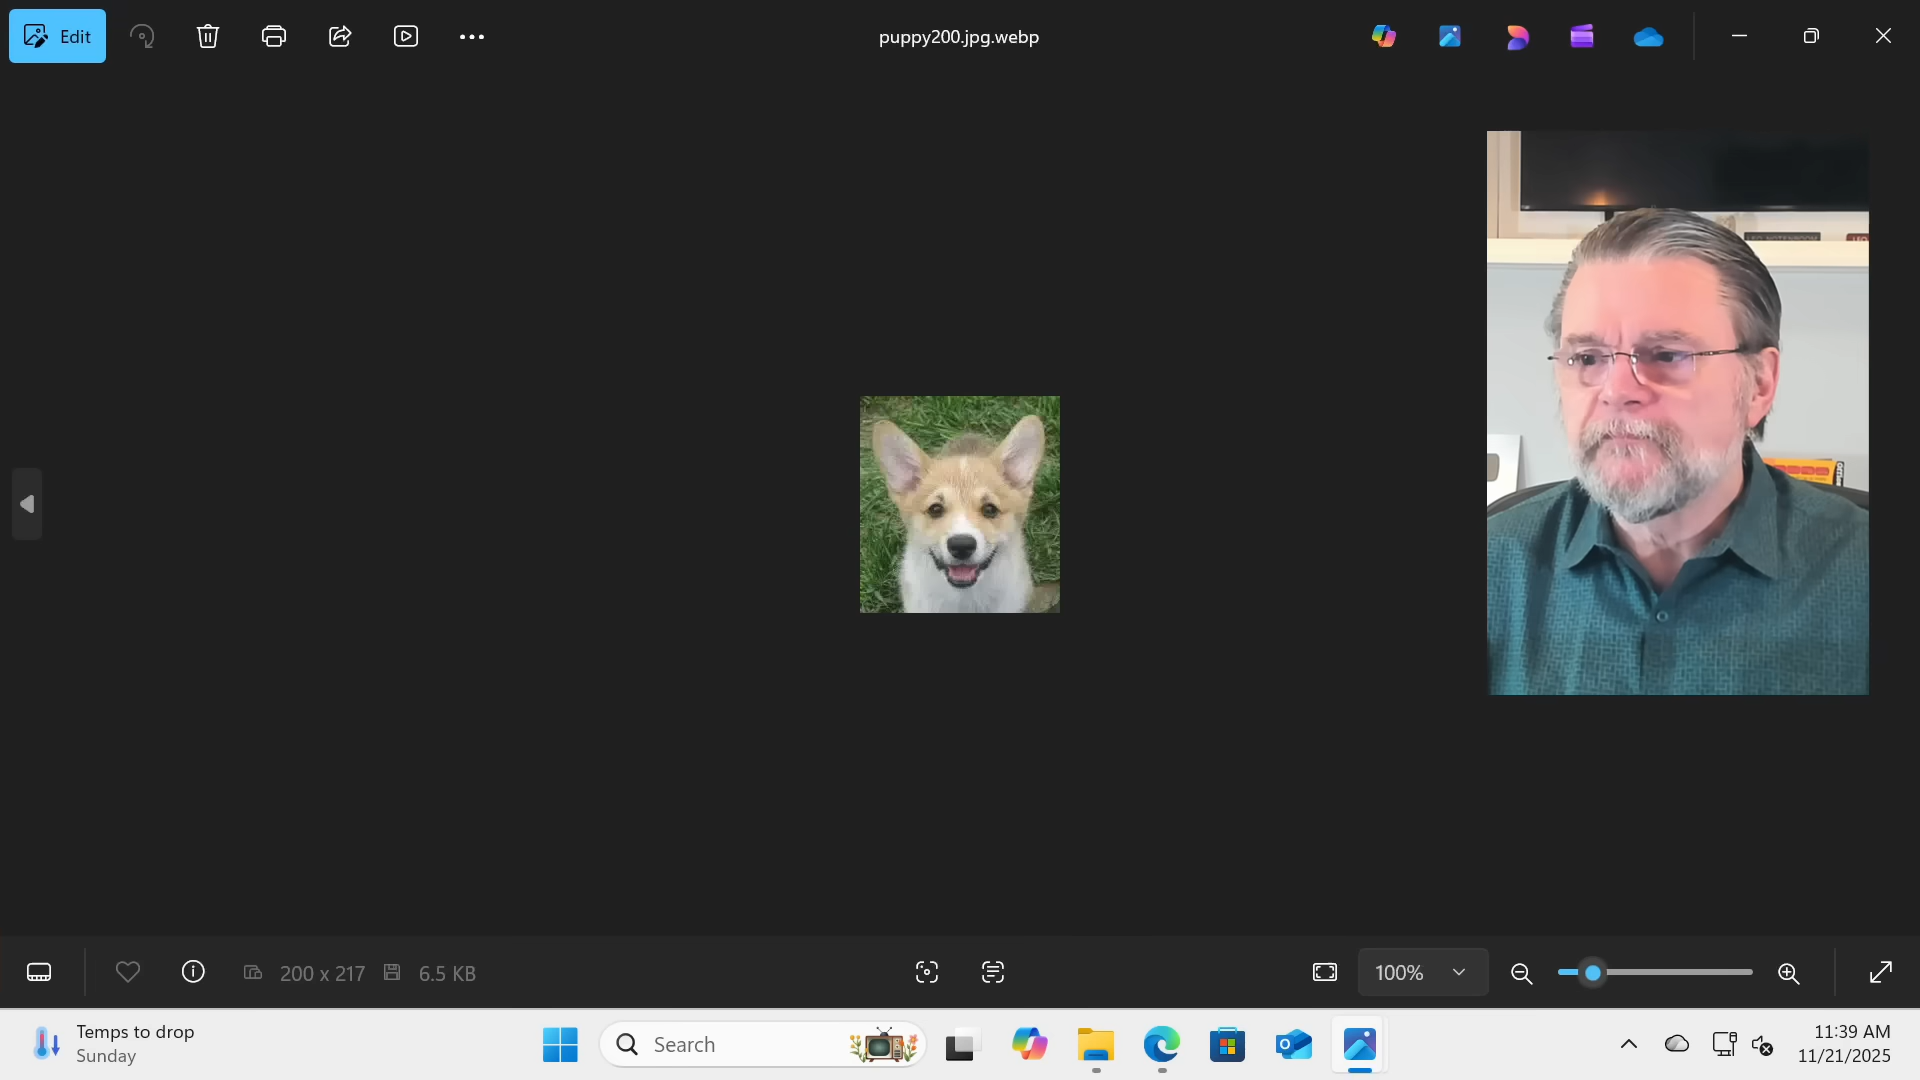 Edit
puppy200.jpg.webp
200 x 217
6.5 KB
100%
Temps to drop
Sunday
Search
11:39 AM
11/21/2025